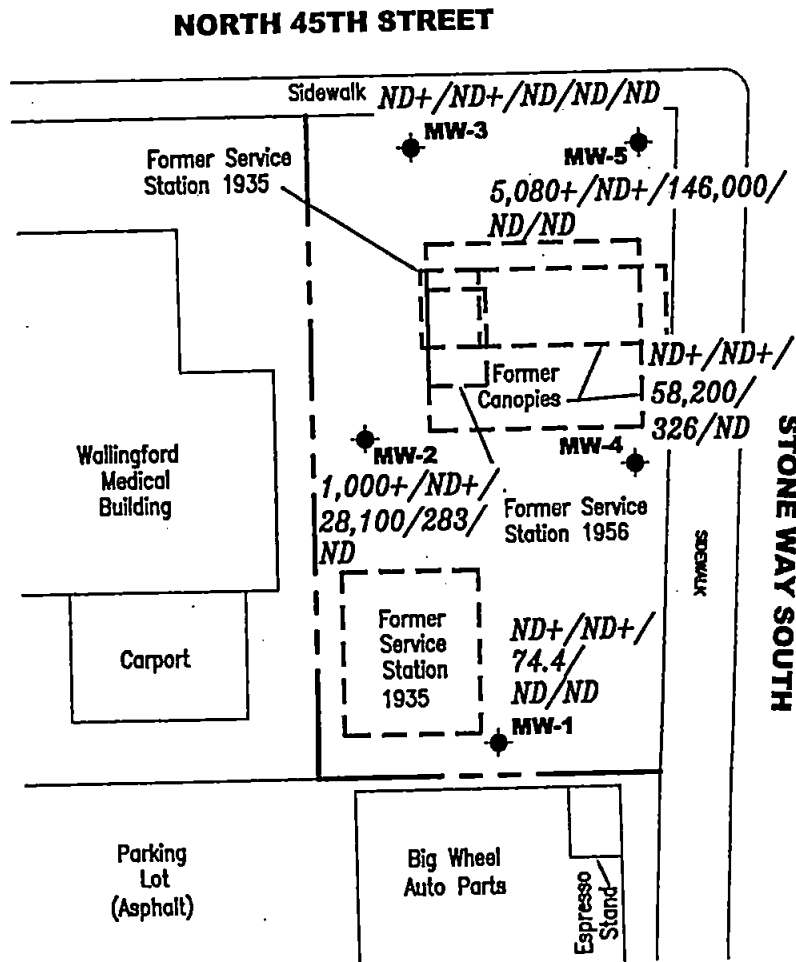 NORTH 45TH STREET
Sidewalk
ND+/ND+/ND/ND/ND
MW-3
MW-5
Former Service
Station 1935
5,080+/ND+/146,000/
ND/ND
Former
Canopies
ND+/ND+/
58,200/
326/ND
MW-4
MW-2
1,000+/ND+/
28,100/283/
ND
Former Service
Station 1956
Wallingford
Medical
Building
STONE WAY SOUTH
SIDEWALK
Carport
Former
Service
Station
1935
ND+/ND+/
74.4/
ND/ND
MW-1
Parking
Lot
(Asphalt)
Big Wheel
Auto Parts
Espresso
Stand